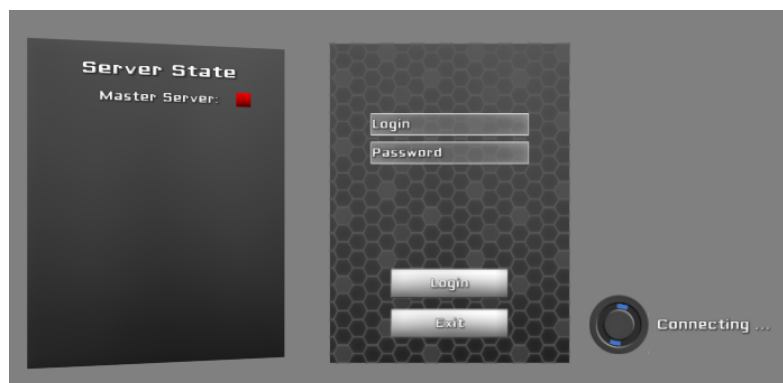 Server State
Master Server:
Login
Password
Login
Exit
Connecting ...